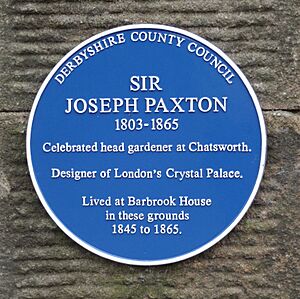 DERBYSHIRE COUNTY COUNCIL
SIR
JOSEPH PAXTON
1803-1865
Celebrated head gardener at Chatsworth.
Designer of London's Crystal Palace.
Lived at Barbrook House
in these grounds
1845 to 1865.